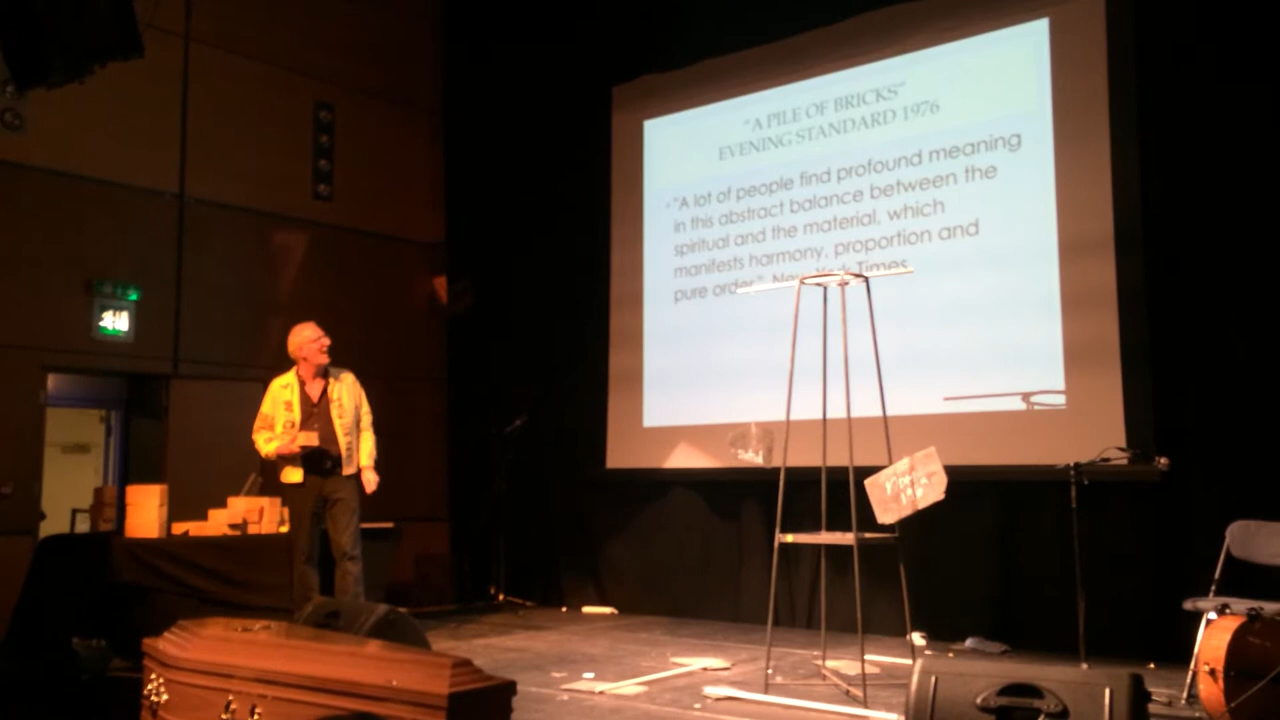 "A PILE OF BRICKS"
EVENING STANDARD 1976
"A lot of people find profound meaning
in this abstract balance between the
spiritual and the material, which
manifests harmony, proportion and
pure order." New York Times